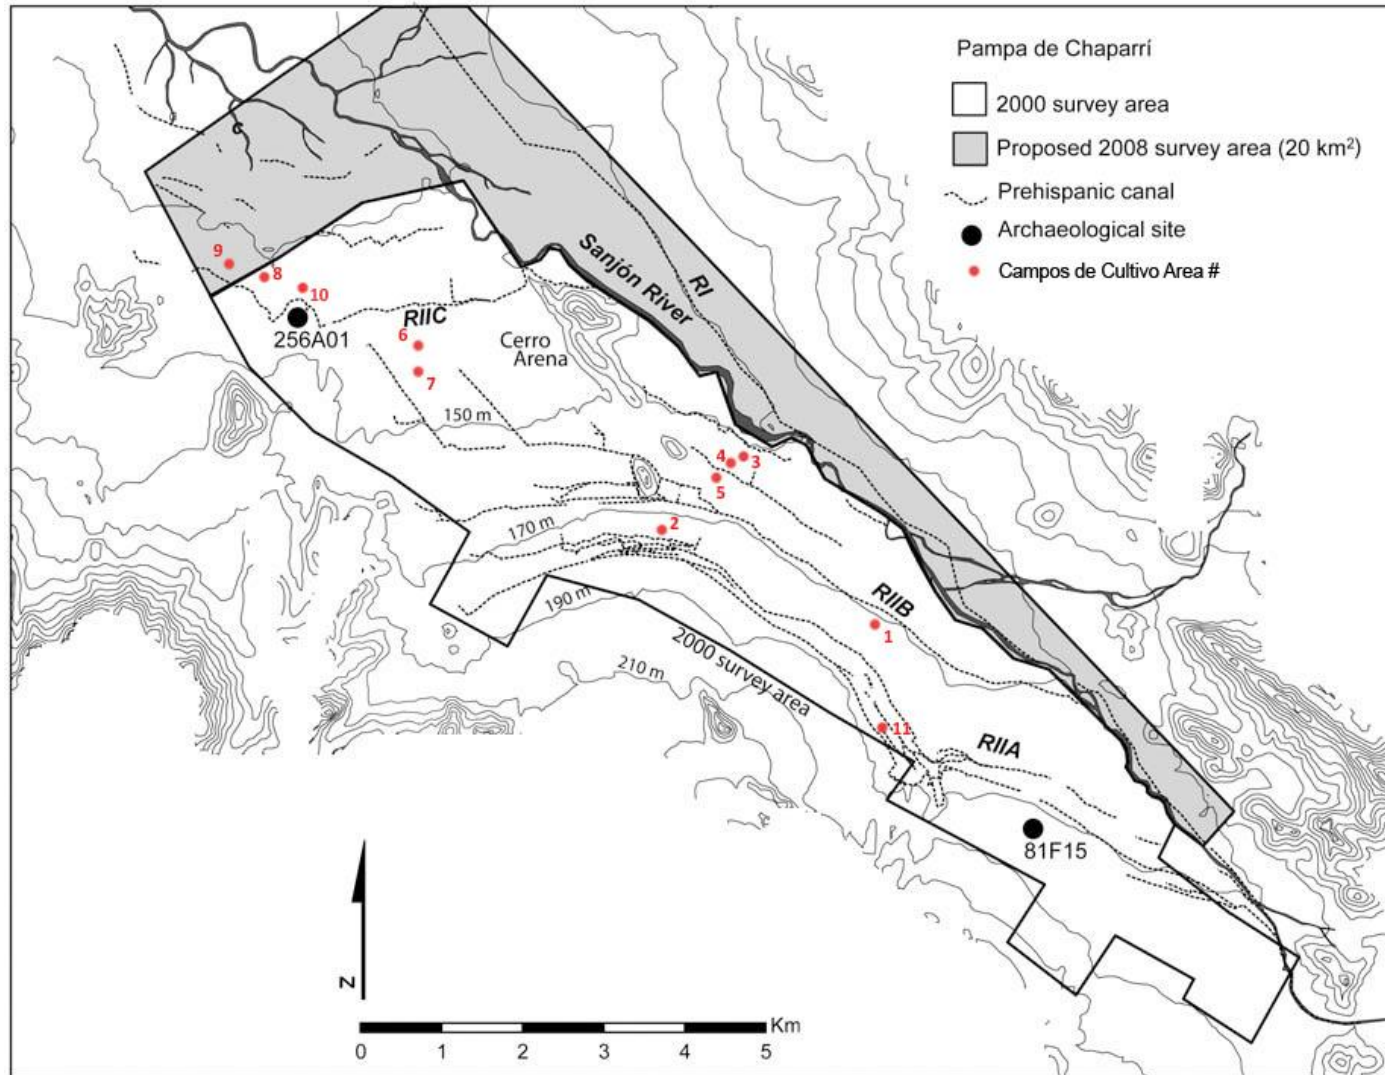 Pampa de Chaparrí
2000 survey area
Proposed 2008 survey area (20 km²)
Prehispanic canal
Archaeological site
Campos de Cultivo Area #
RI
Sanjón River
9
8
10
256A01
RIIC
6
7
Cerro
Arena
150 m
4
3
5
2
170 m
190 m
210 m
2000 survey area
RIIB
1
11
RIIA
81F15
N
Km
0 1 2 3 4 5